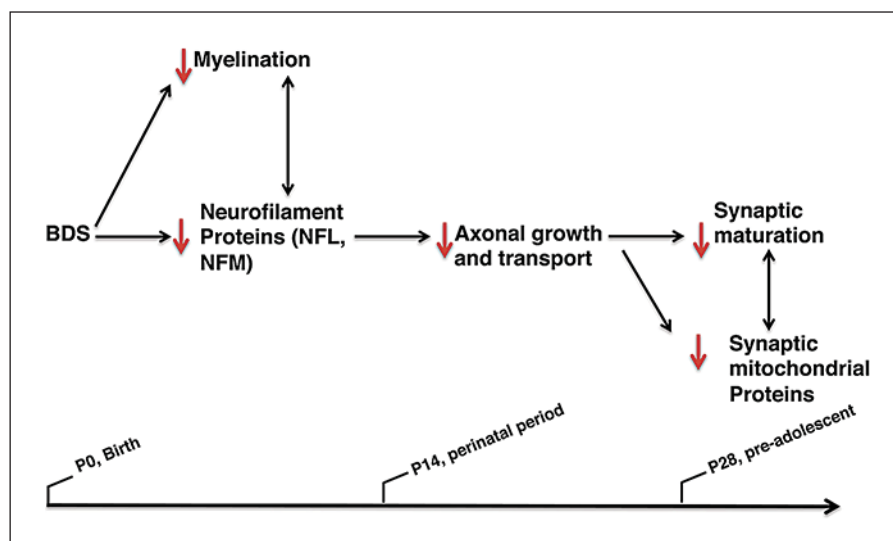 Myelination
BDS
Neurofilament
Proteins (NFL,
NFM)
Axonal growth
and transport
Synaptic
maturation
Synaptic
mitochondrial
Proteins
P0, Birth
P14, perinatal period
P28, pre-adolescent